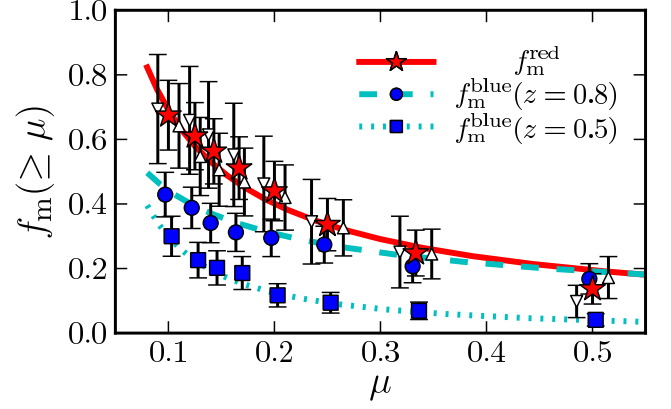 1.0
0.8
0.6
0.4
0.2
0.0
f_m(≥ μ)
f_m^red
f_m^blue(z = 0.8)
f_m^blue(z = 0.5)
0.1 0.2 0.3 0.4 0.5
μ